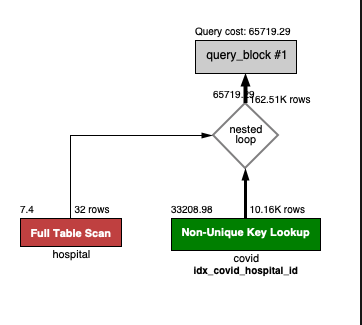 Query cost: 65719.29
query_block #1
65719.29
162.51K rows
nested
loop
7.4
32 rows
33208.98
10.16K rows
Full Table Scan
Non-Unique Key Lookup
hospital
covid
idx_covid_hospital_id